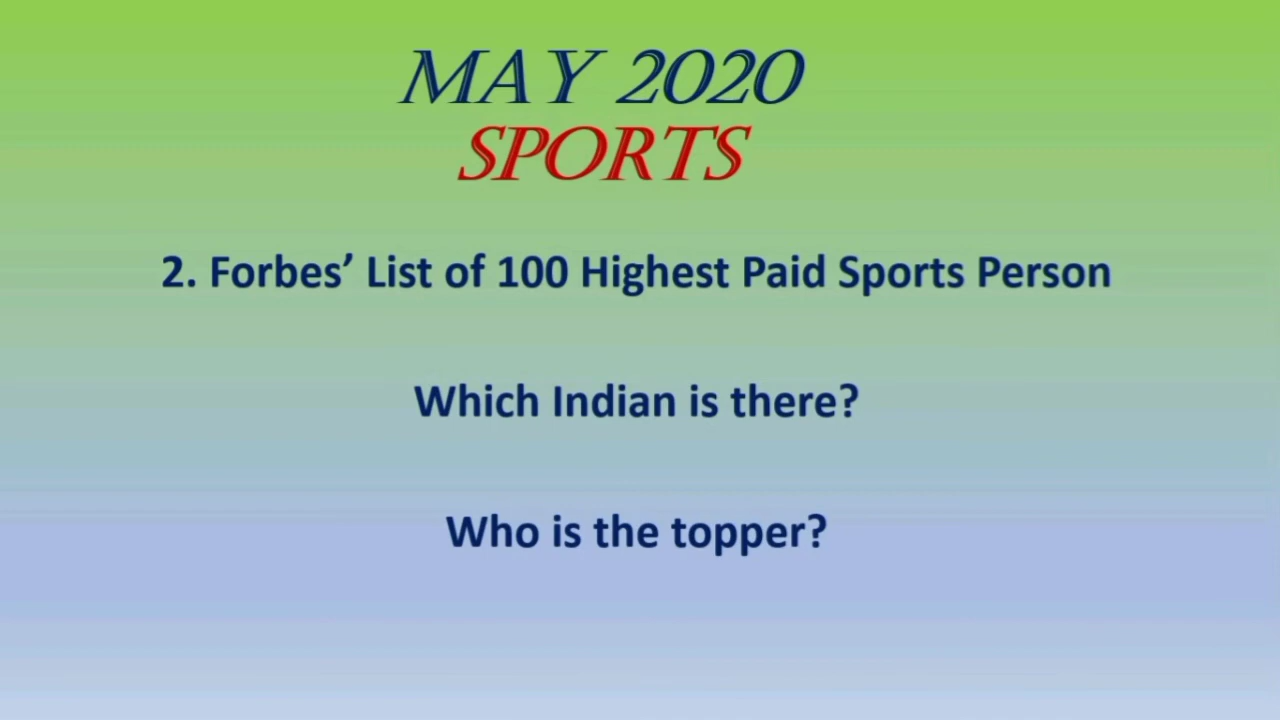 MAY 2020
SPORTS
2. Forbes’ List of 100 Highest Paid Sports Person
Which Indian is there?
Who is the topper?